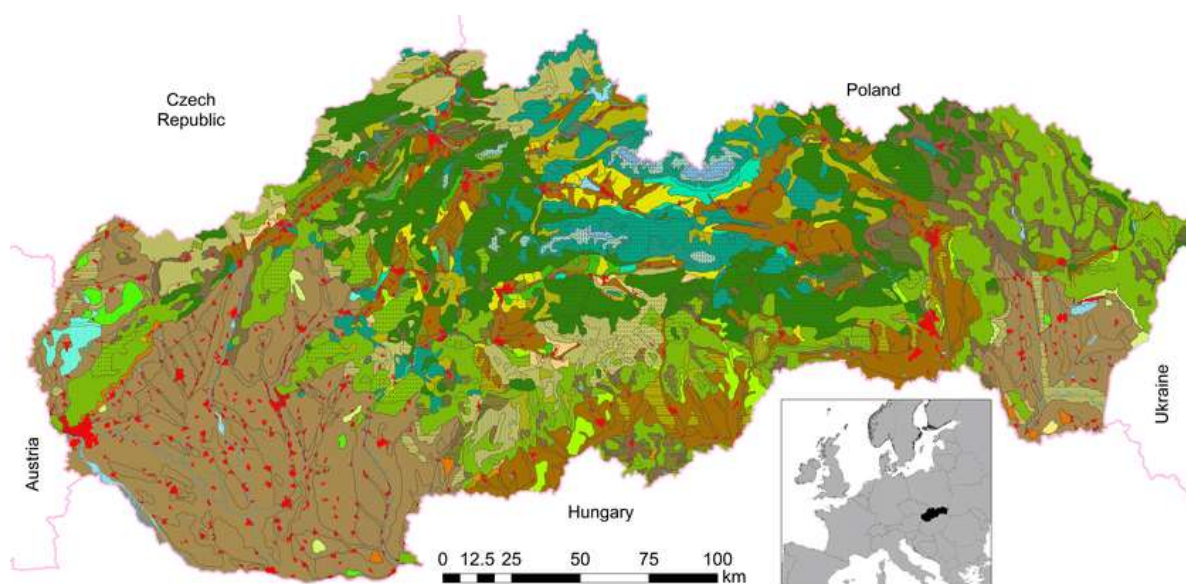 Czech
Republic
Poland
Austria
Ukraine
Hungary
0 12.5 25 50 75 100
km